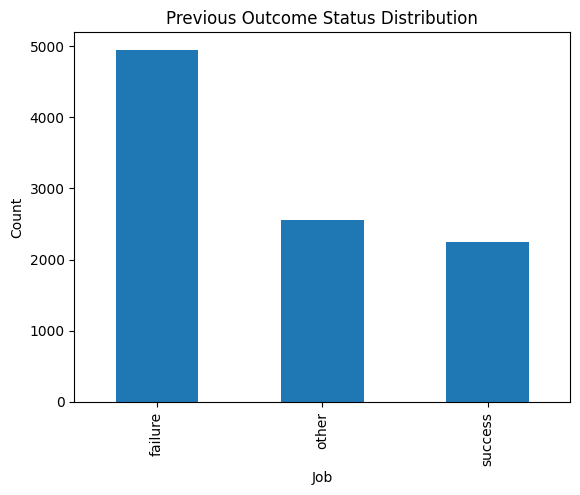 Previous Outcome Status Distribution
5000
4000
3000
2000
1000
0
Count
failure
other
success
Job